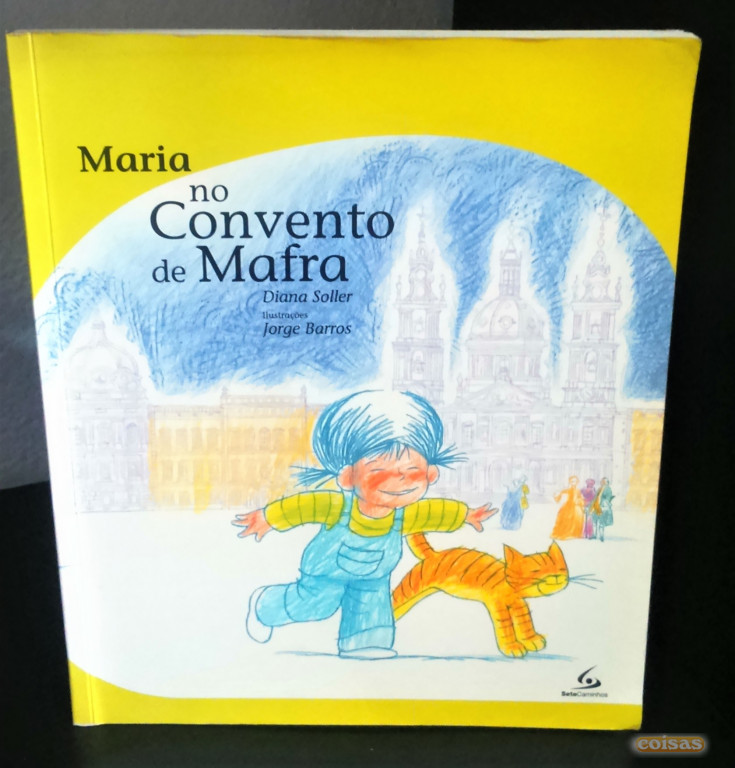 Maria
no
Convento
de Mafra
Diana Soller
Ilustrações
Jorge Barros
SeteCaminhos
coisas